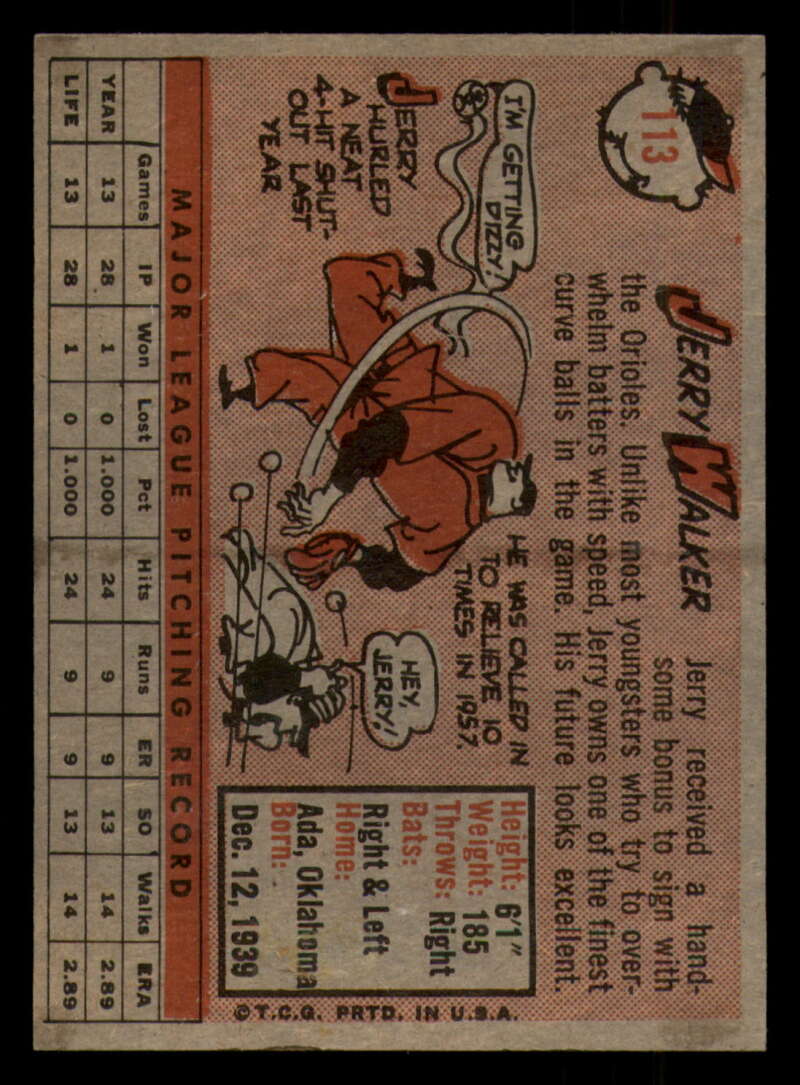 113
JERRY WALKER
Jerry received a hand-
some bonus to sign with
the Orioles. Unlike most youngsters who try to over-
whelm batters with speed, Jerry owns one of the finest
curve balls in the game. His future looks excellent.
I'M GETTING
DIZZY!
JERRY
HURLED
A NEAT
4-HIT SHUT-
OUT LAST
YEAR
HE WAS CALLED IN
TO RELIEVE 10
TIMES IN 1957.
HEY,
JERRY!
Height: 6'1"
Weight: 185
Throws: Right
Bats:
Right & Left
Home:
Ada, Oklahoma
Born:
Dec. 12, 1939
©T.C.G. PRTD. IN U.S.A.
MAJOR LEAGUE PITCHING RECORD
Games IP Won Lost Pct Hits Runs ER SO Walks ERA
YEAR 13 28 1 0 1.000 24 9 9 13 14 2.89
LIFE 13 28 1 0 1.000 24 9 9 13 14 2.89